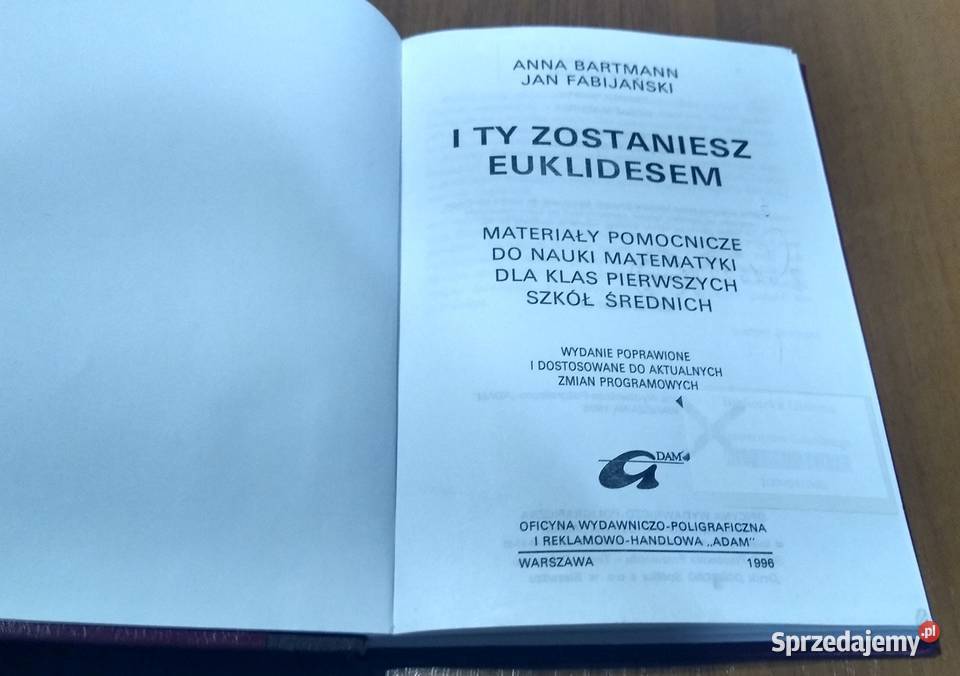 ANNA BARTMANN
JAN FABIJAŃSKI
I TY ZOSTANIESZ
EUKLIDESEM
MATERIAŁY POMOCNICZE
DO NAUKI MATEMATYKI
DLA KLAS PIERWSZYCH
SZKÓŁ ŚREDNICH
WYDANIE POPRAWIONE
I DOSTOSOWANE DO AKTUALNYCH
ZMIAN PROGRAMOWYCH
DAM
OFICYNA WYDAWNICZO-POLIGRAFICZNA
I REKLAMOWO-HANDLOWA „ADAM”
WARSZAWA 1996
Sprzedajemy.pl